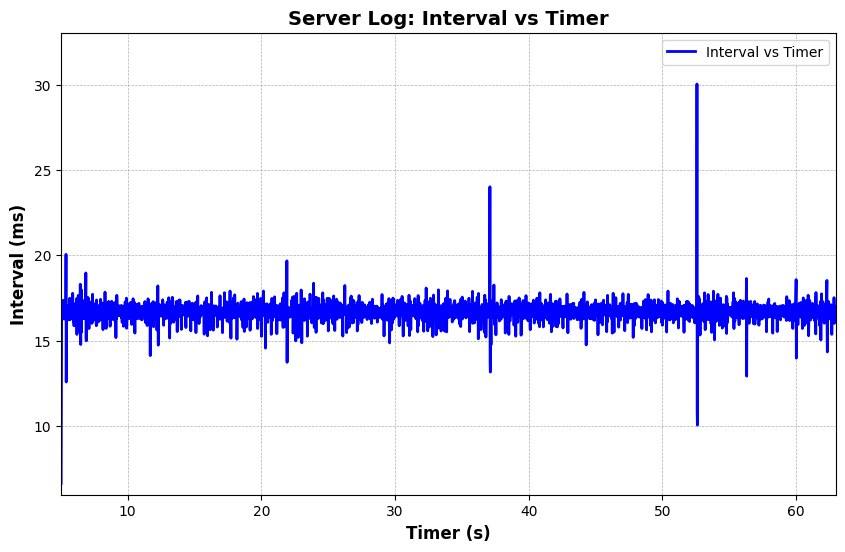 Server Log: Interval vs Timer
Interval vs Timer
Interval (ms)
30
25
20
15
10
10 20 30 40 50 60
Timer (s)